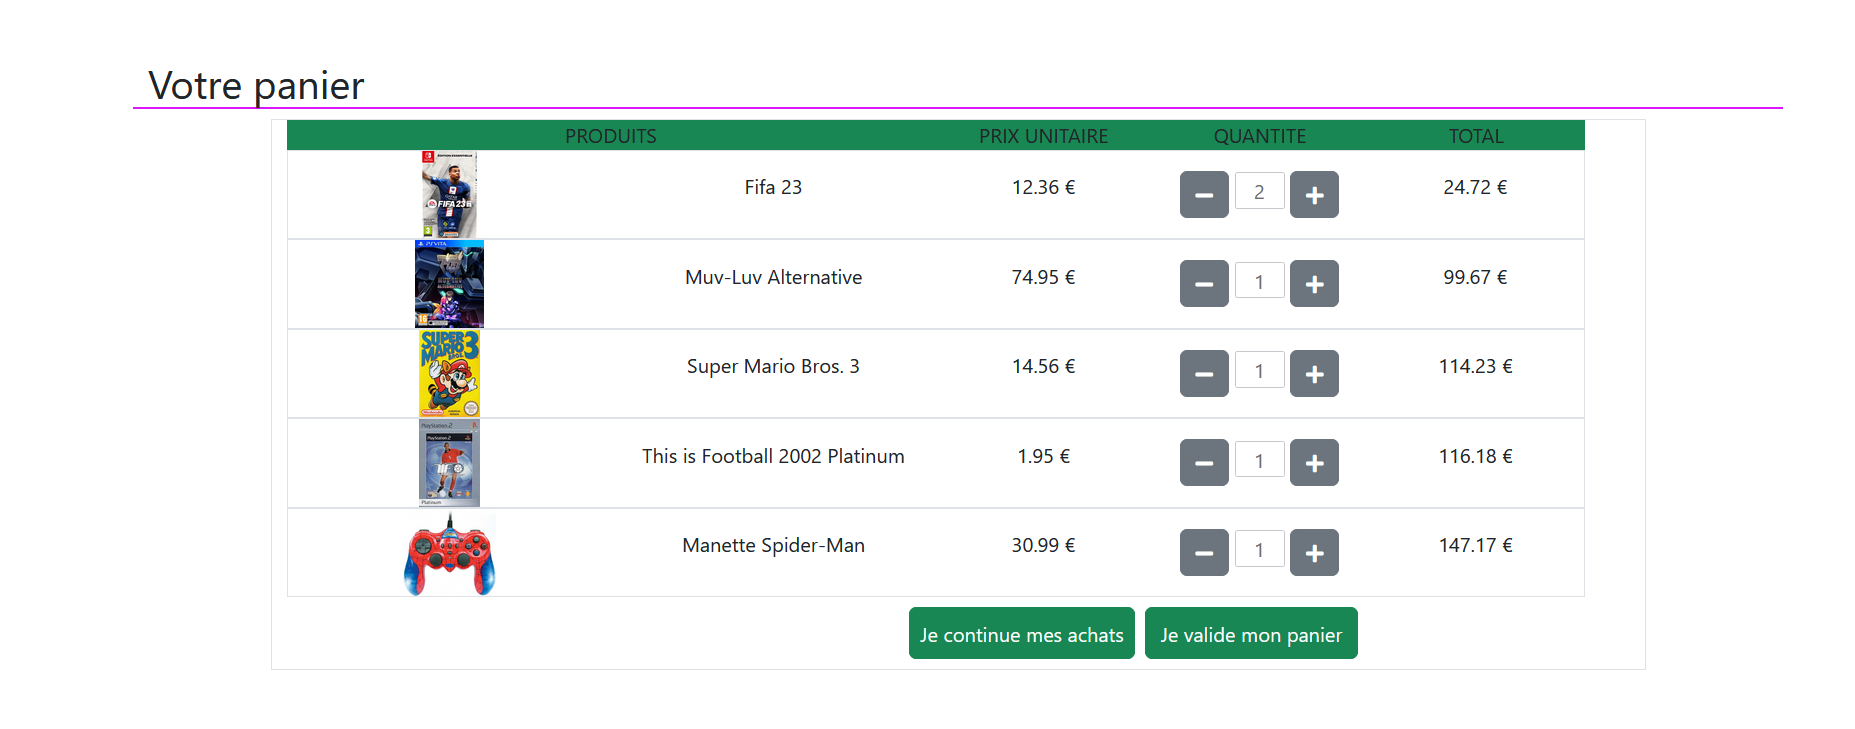 Votre panier
PRODUITS PRIX UNITAIRE QUANTITE TOTAL
FIFA 23
Fifa 23 12.36 € 2 24.72 €
PSVITA
Muv-Luv Alternative 74.95 € 1 99.67 €
SUPER MARIO BROS. 3
Super Mario Bros. 3 14.56 € 1 114.23 €
PlayStation 2
This is Football 2002 Platinum 1.95 € 1 116.18 €
Platinum
Manette Spider-Man 30.99 € 1 147.17 €
Je continue mes achats Je valide mon panier